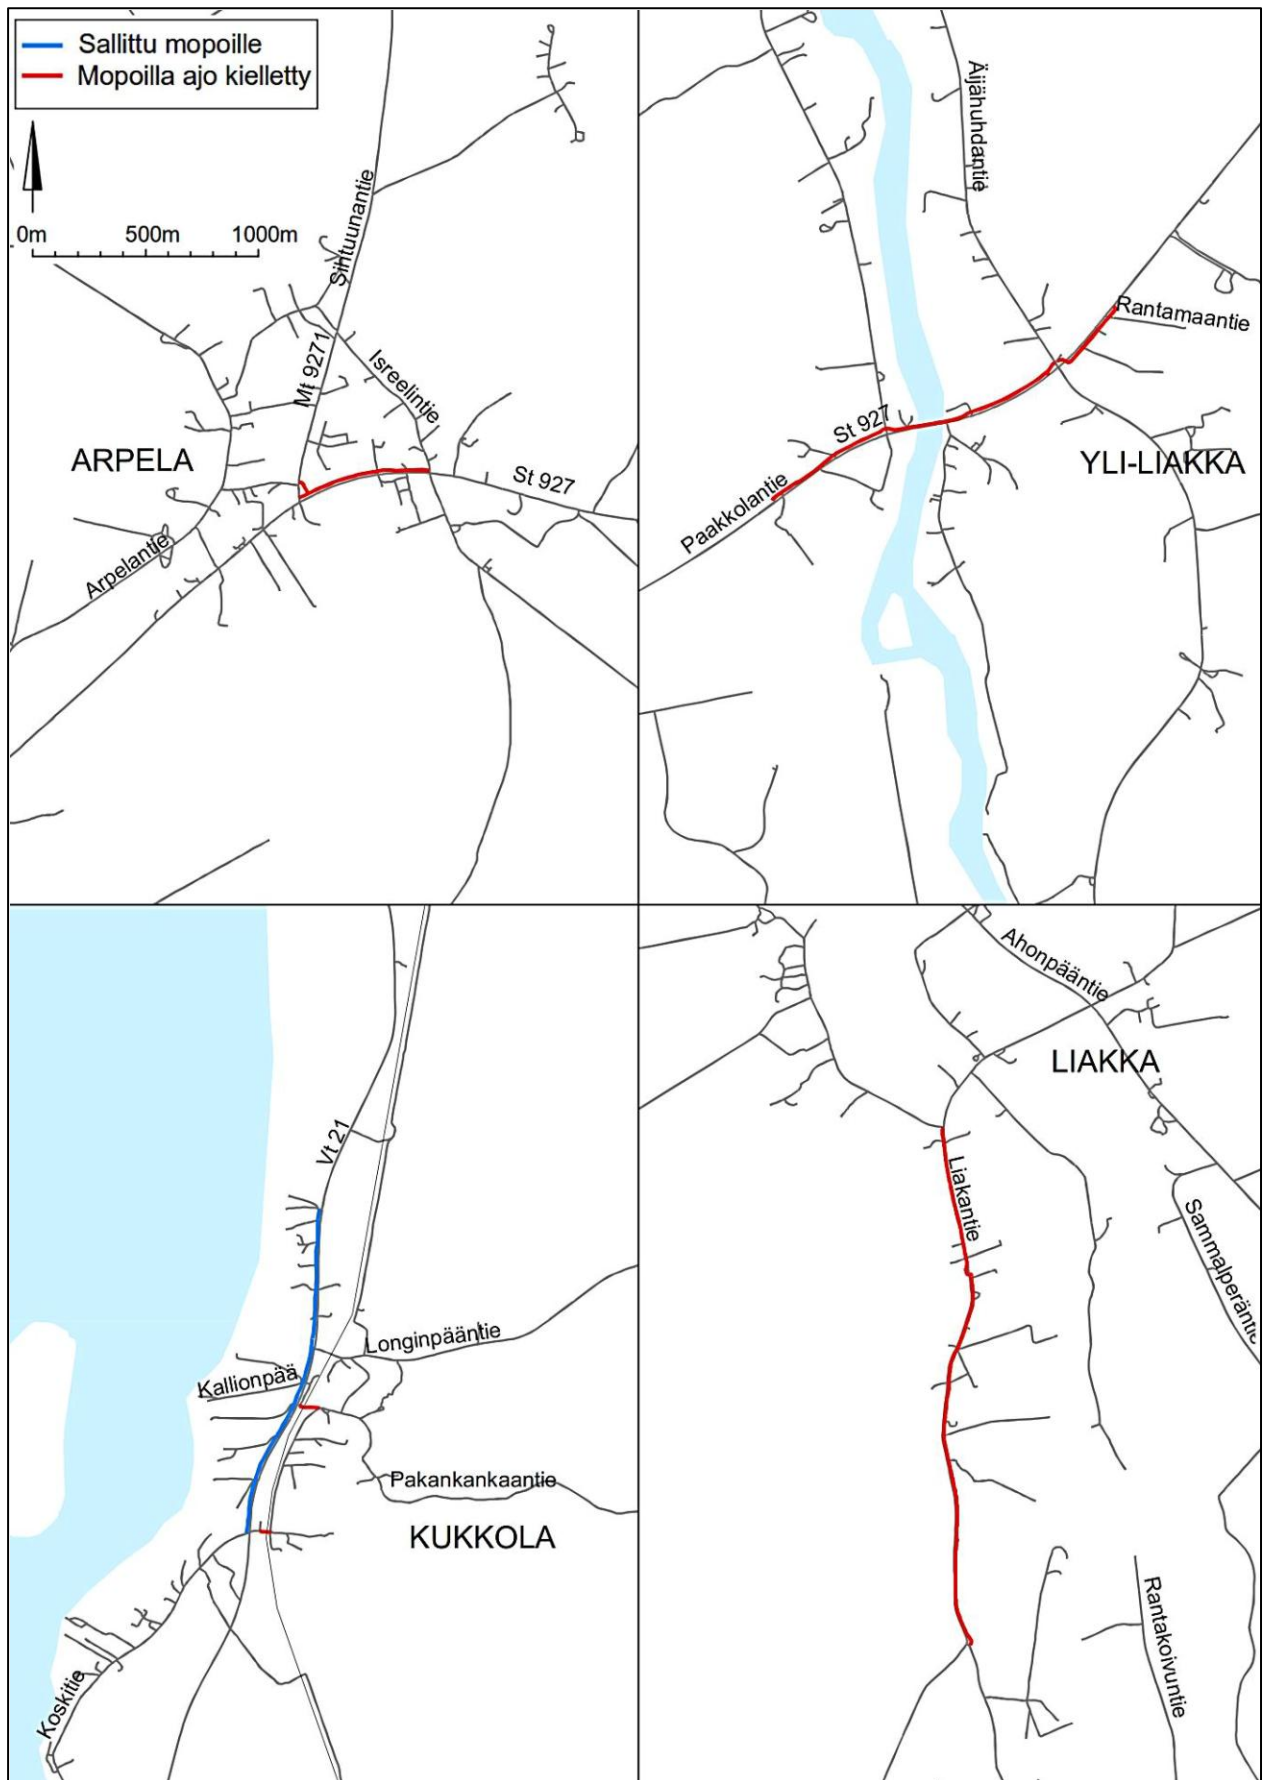 Sallittu mopoille
Mopoilla ajo kielletty
0m 500m 1000m
Sihtuunantie
Mt 9271
Isreelintie
ARPELA
St 927
Arpelantie
Äijähuhdantie
Rantamaantie
St 927
YLI-LIAKKA
Paakkolantie
Vt 21
Longinpääntie
Kallionpää
Pakankankaantie
KUKKOLA
Koskitie
Ahonpääntie
LIAKKA
Liakantie
Sammalperäntie
Rantakoivuntie